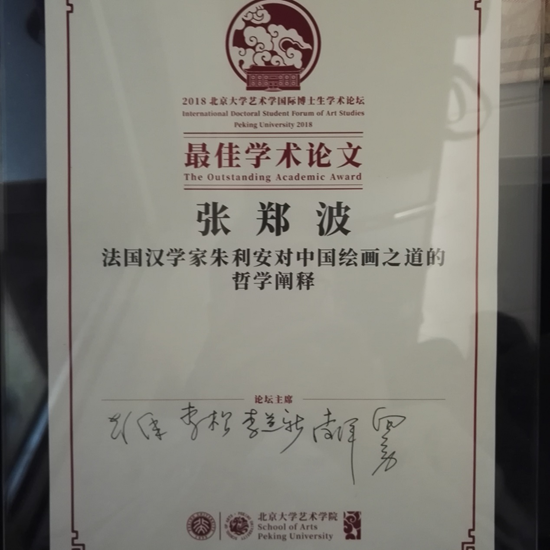 2018 北京大学艺术学国际博士生学术论坛
International Doctoral Student Forum of Art Studies
Peking University 2018
最佳学术论文
The Outstanding Academic Award
张郑波
法国汉学家朱利安对中国绘画之道的
哲学阐释
论坛主席
北京大学艺术学院
School of Arts
Peking University